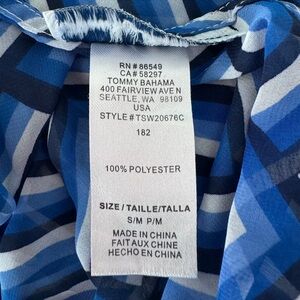 RN # 86549
CA # 58297
TOMMY BAHAMA
400 FAIRVIEW AVE N
SEATTLE, WA 98109
USA
STYLE # TSW20676C
182
100% POLYESTER
SIZE / TAILLE/TALLA
S/M P/M
MADE IN CHINA
FAIT AUX CHINE
HECHO EN CHINA